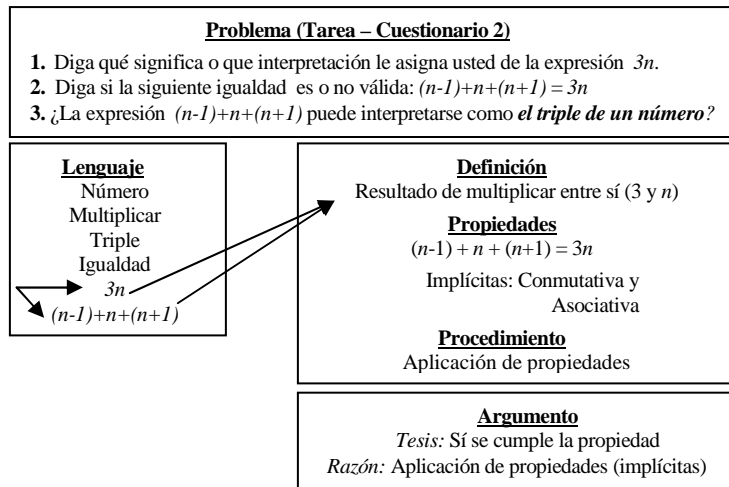 Problema (Tarea – Cuestionario 2)
1. Diga qué significa o que interpretación le asigna usted de la expresión 3n.
2. Diga si la siguiente igualdad es o no válida: (n-1)+n+(n+1) = 3n
3. ¿La expresión (n-1)+n+(n+1) puede interpretarse como el triple de un número?
Lenguaje
Número
Multiplicar
Triple
Igualdad
3n
(n-1)+n+(n+1)
Definición
Resultado de multiplicar entre sí (3 y n)
Propiedades
(n-1) + n + (n+1) = 3n
Implícitas: Conmutativa y
Asociativa
Procedimiento
Aplicación de propiedades
Argumento
Tesis: Sí se cumple la propiedad
Razón: Aplicación de propiedades (implícitas)